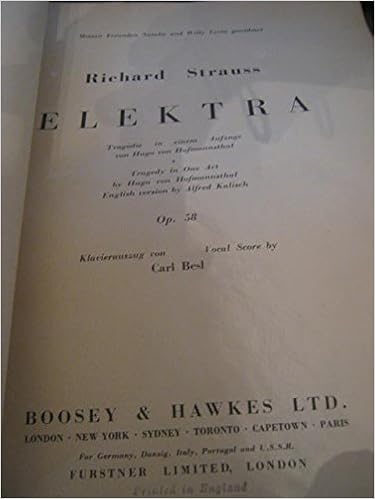 Meinen Freunden Natalie und Willy Levin gewidmet
Richard Strauss
ELEKTRA
Tragödie in einem Aufzuge
von Hugo von Hofmannsthal
Tragedy in One Act
by Hugo von Hofmannsthal
English version by Alfred Kalisch
Op. 58
Klavierauszug von Vocal Score by
Carl Besl
BOOSEY & HAWKES LTD.
LONDON · NEW YORK · SYDNEY · TORONTO · CAPETOWN · PARIS
For Germany, Danzig, Italy, Portugal and U.S.S.R.
FURSTNER LIMITED, LONDON
Printed in England